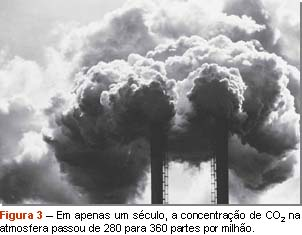 Figura 3 — Em apenas um século, a concentração de CO₂ na
atmosfera passou de 280 para 360 partes por milhão.